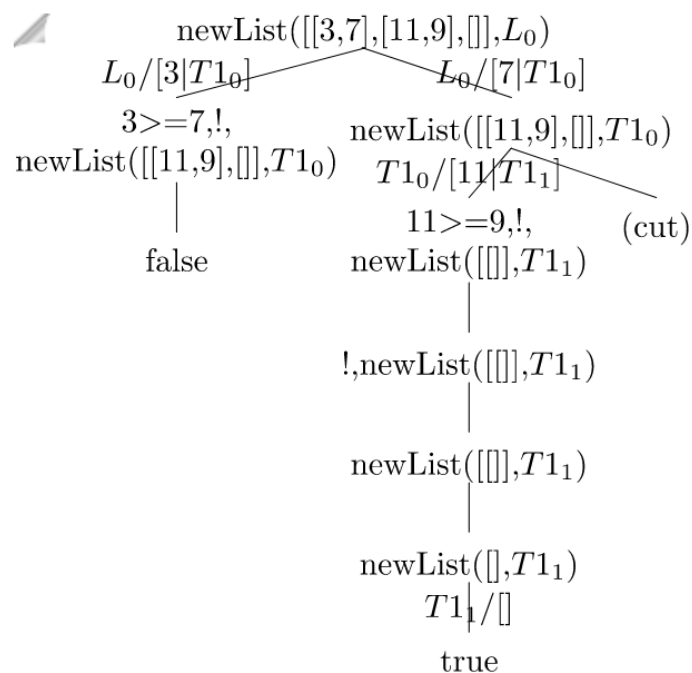 newList([[3,7],[11,9],[]],L₀)
L₀/[3|T1₀] L₀/[7|T1₀]
3>=7,!,
newList([[11,9],[]],T1₀)
newList([[11,9],[]],T1₀)
T1₀/[11|T1₁]
false
11>=9,!,
newList([[]],T1₁)
(cut)
!,newList([[]],T1₁)
newList([[]],T1₁)
newList([],T1₁)
T1₁/[]
true